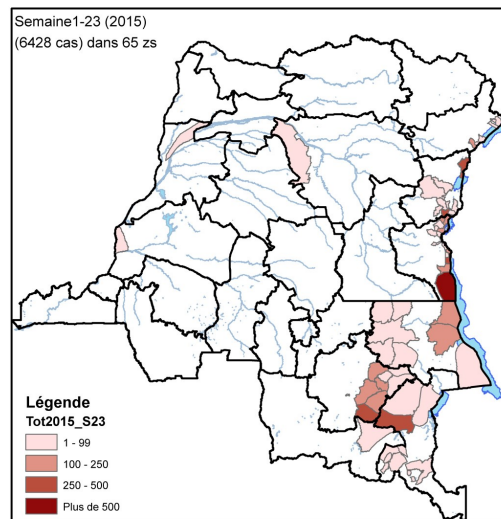 Semaine1-23 (2015)
(6428 cas) dans 65 zs
Légende
Tot2015_S23
1 - 99
100 - 250
250 - 500
Plus de 500